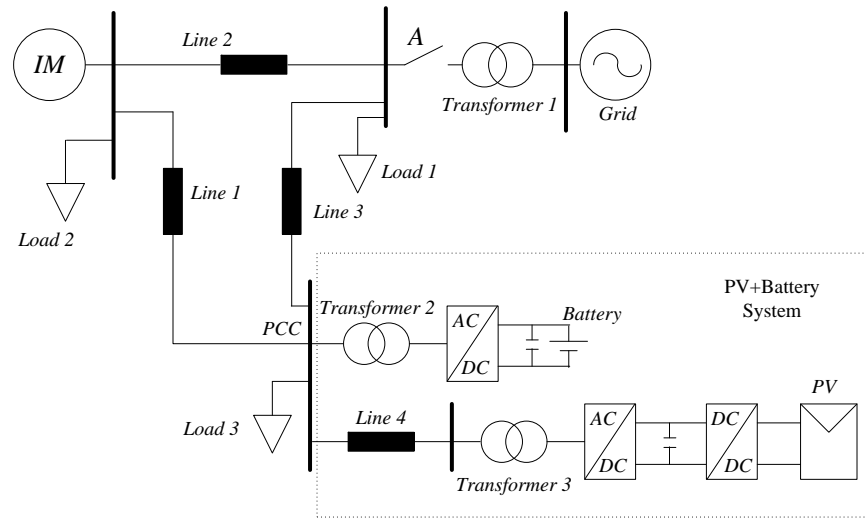 Line 2
A
IM
Transformer 1
Grid
Load 1
Line 1
Line 3
Load 2
PV+Battery
System
Transformer 2
Battery
PCC
AC
DC
PV
Line 4
Load 3
AC
DC
DC
DC
Transformer 3